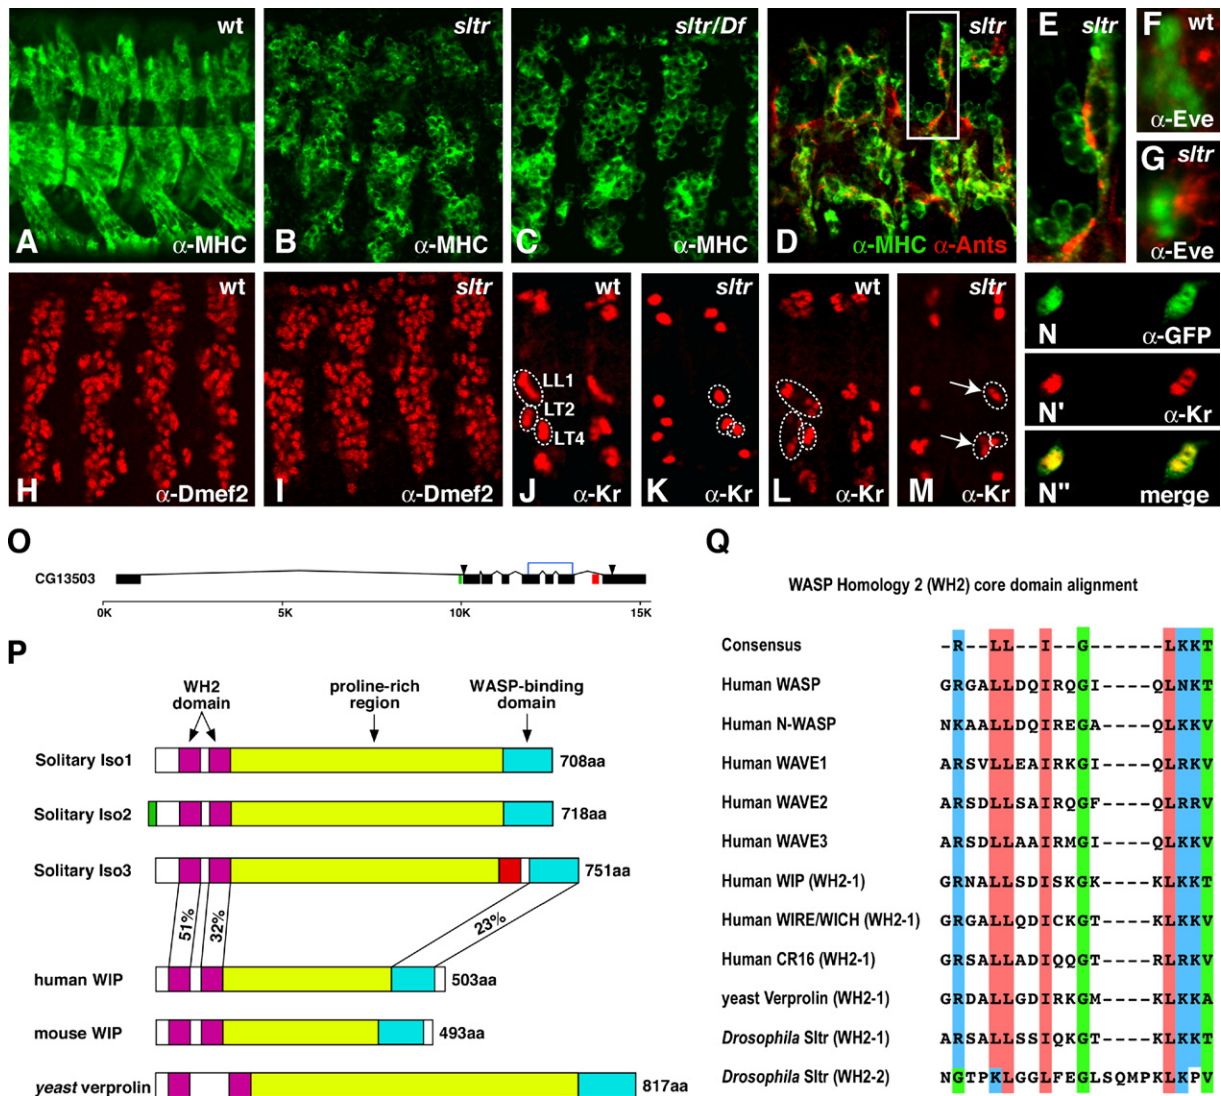 wt
A
α-MHC
sltr
B
α-MHC
sltr/Df
C
α-MHC
sltr
D
α-MHC α-Ants
E
sltr
F
wt
α-Eve
G
sltr
α-Eve
wt
H
α-Dmef2
sltr
I
α-Dmef2
wt
LL1
LT2
LT4
J
α-Kr
sltr
K
α-Kr
wt
L
α-Kr
sltr
M
α-Kr
N
α-GFP
N'
α-Kr
N"
merge
O
CG13503
0K 5K 10K 15K
P
WH2 domain
proline-rich region
WASP-binding domain
Solitary Iso1 708aa
Solitary Iso2 718aa
Solitary Iso3 751aa
51% 32% 23%
human WIP 503aa
mouse WIP 493aa
yeast verprolin 817aa
Q
WASP Homology 2 (WH2) core domain alignment
Consensus -R--LL--I--G------LKKT
Human WASP GRGALLDQIRQGI----QLNKT
Human N-WASP NKAALLDQIREGA----QLKKV
Human WAVE1 ARSVLLEAIRKGI----QLRKV
Human WAVE2 ARSDLLSAIRQGF----QLRRV
Human WAVE3 ARSDLLAAIRMGI----QLKKV
Human WIP (WH2-1) GRNALLSDISKGK----KLKKT
Human WIRE/WICH (WH2-1) GRGALLQDICKGT----KLKKV
Human CR16 (WH2-1) GRSALLADIQQGT----RLRKV
yeast Verprolin (WH2-1) GRDALLGDIRKGM----KLKKA
Drosophila Sltr (WH2-1) ARSALLSSIQKGT----KLKKT
Drosophila Sltr (WH2-2) NGTPKLGGLFEGLSQMPKLKPV